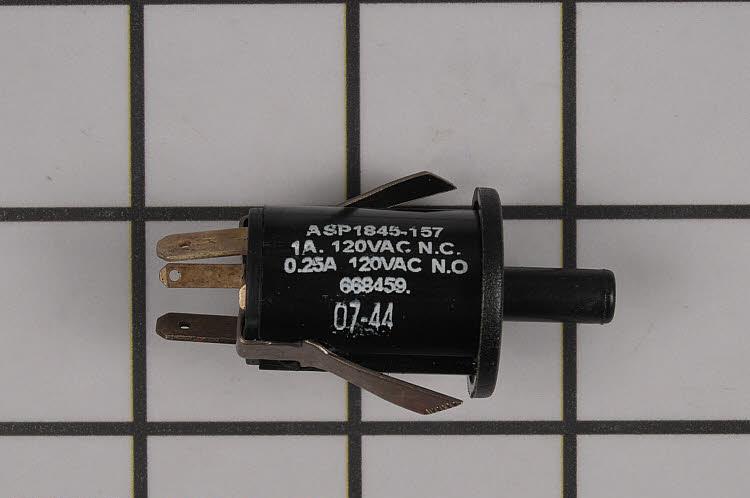 ASP1845-157
1A. 120VAC N.C.
0.25A 120VAC N.O
668459.
07-44